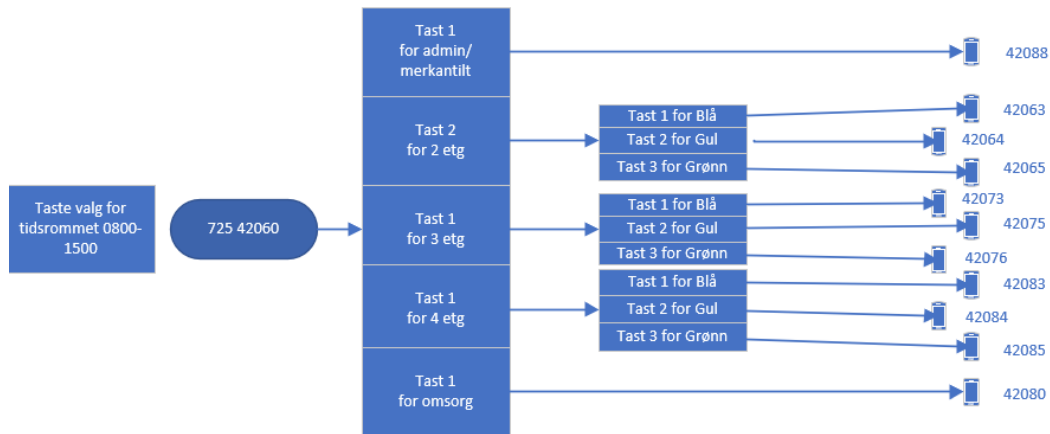 Taste valg for
tidsrommet 0800-
1500
725 42060
Tast 1
for admin/
merkantilt
42088
Tast 2
for 2 etg
Tast 1 for Blå
42063
Tast 2 for Gul
42064
Tast 3 for Grønn
42065
Tast 1
for 3 etg
Tast 1 for Blå
42073
Tast 2 for Gul
42075
Tast 3 for Grønn
42076
Tast 1
for 4 etg
Tast 1 for Blå
42083
Tast 2 for Gul
42084
Tast 3 for Grønn
42085
Tast 1
for omsorg
42080